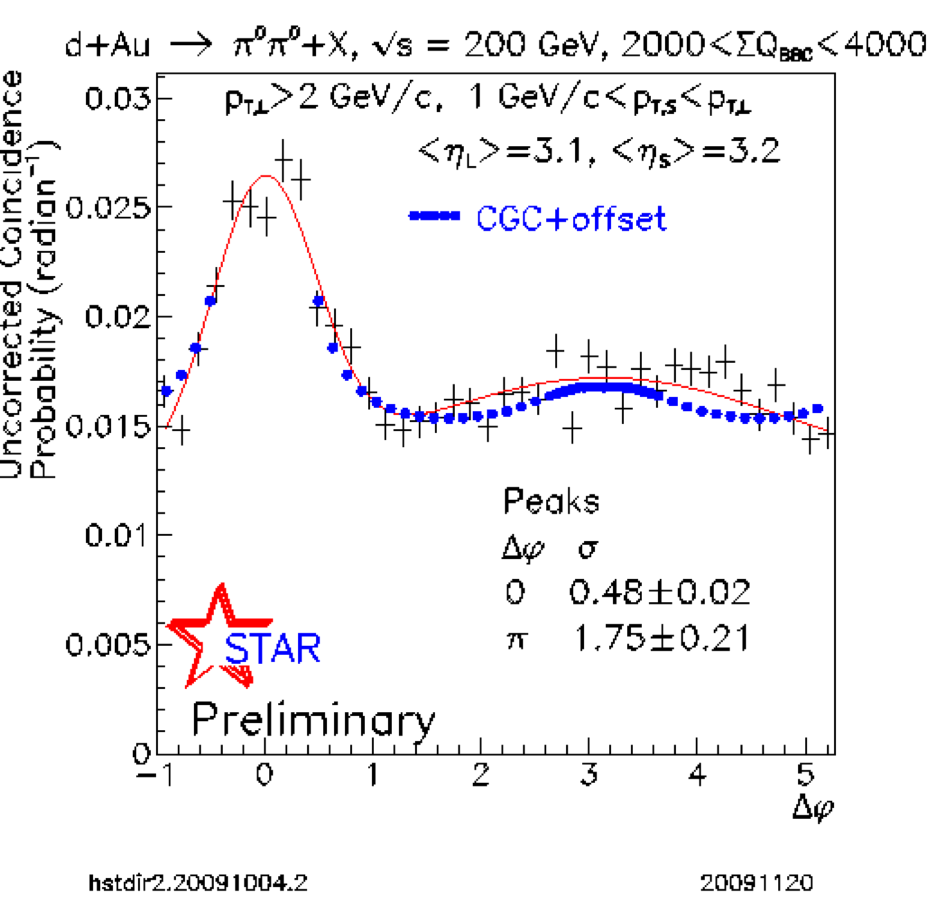 d+Au → π⁰π⁰+X, √s = 200 GeV, 2000<ΣQ_BBC<4000
p_T,L>2 GeV/c, 1 GeV/c<p_T,S<p_T,L
<η_L>=3.1, <η_S>=3.2
CGC+offset
Uncorrected Coincidence
Probability (radian⁻¹)
0.03
0.025
0.02
0.015
0.01
0.005
0
Peaks
Δφ σ
0 0.48±0.02
π 1.75±0.21
STAR
Preliminary
−1 0 1 2 3 4 5
Δφ
hstdir2.20091004.2 20091120